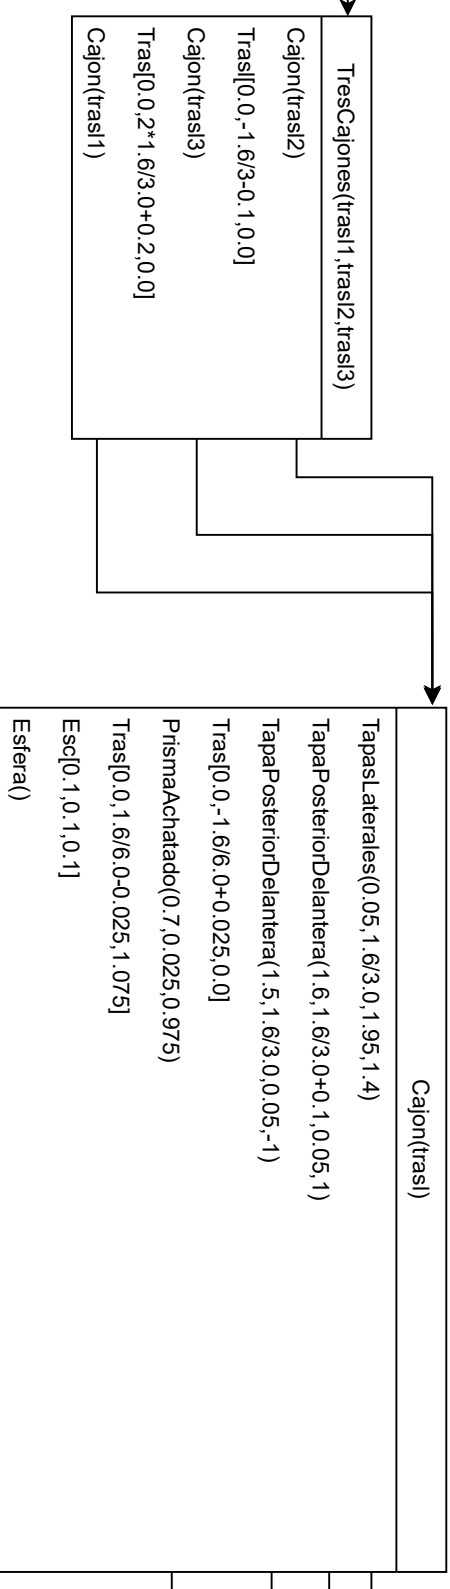 TresCajones(trasl1,trasl2,trasl3)
Cajon(trasl2)
Trasl[0.0,-1.6/3-0.1,0.0]
Cajon(trasl3)
Tras[0.0,2*1.6/3.0+0.2,0.0]
Cajon(trasl1)
Cajon(trasl)
TapasLaterales(0.05,1.6/3.0,1.95,1.4)
TapaPosteriorDelantera(1.6,1.6/3.0+0.1,0.05,1)
TapaPosteriorDelantera(1.5,1.6/3.0,0.05,-1)
Tras[0.0,-1.6/6.0+0.025,0.0]
PrismaAchatado(0.7,0.025,0.975)
Tras[0.0,1.6/6.0-0.025,1.075]
Esc[0.1,0.1,0.1]
Esfera()